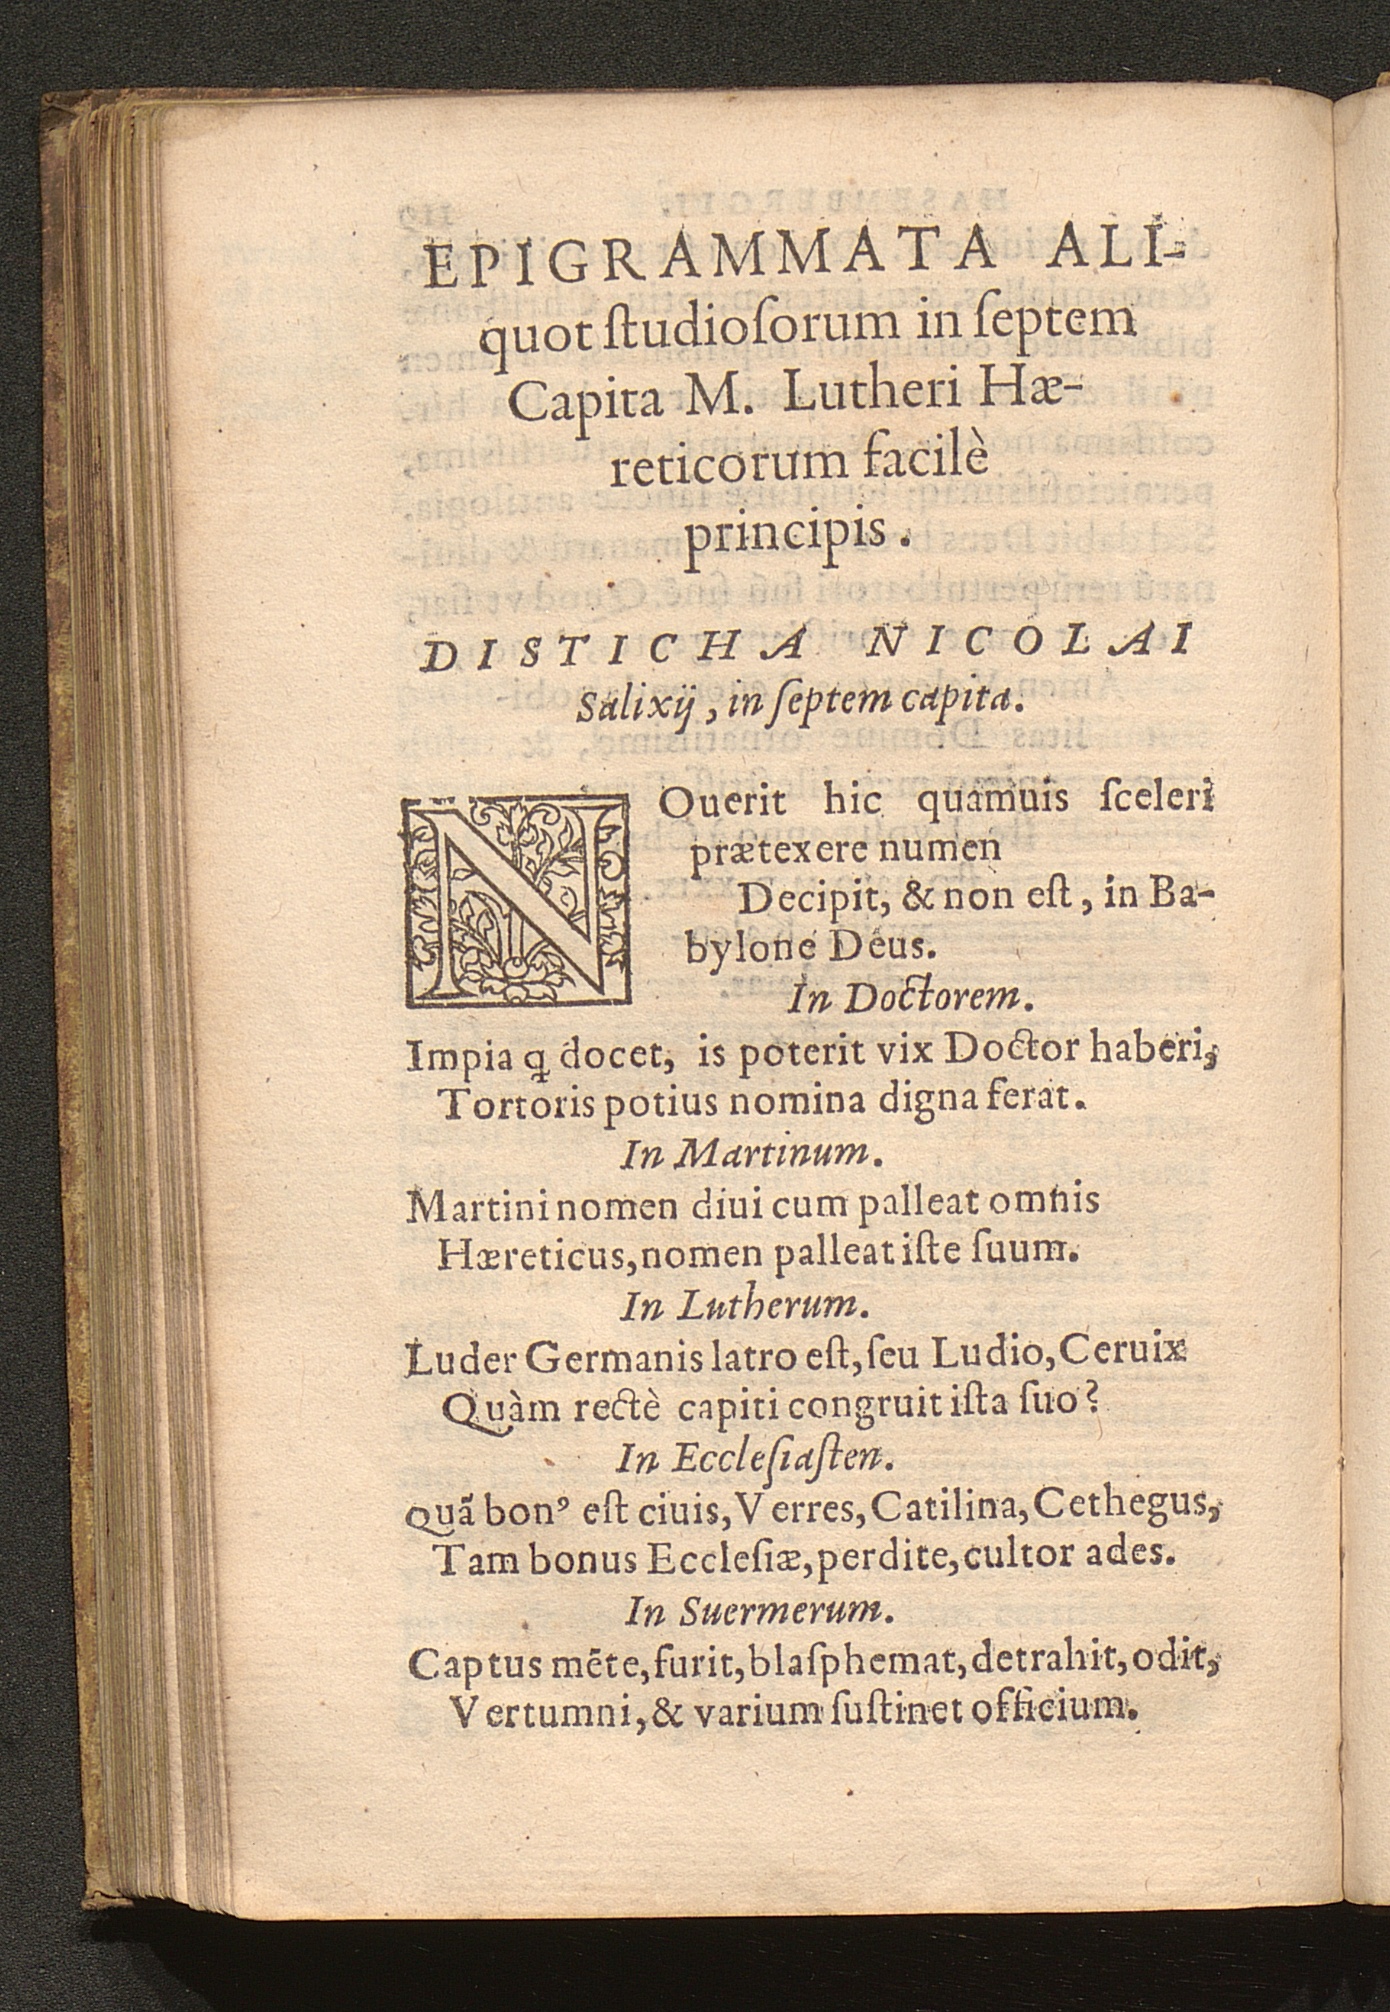 EPIGRAMMATA ALI-
quot ſtudioſorum in ſeptem
Capita M. Lutheri Hæ-
reticorum facilè
principis.
DISTICHA NICOLAI
Salixij, in ſeptem capita.
NOuerit hic quamuis ſceleri
prætexere numen
Decipit, & non eſt, in Ba-
bylone Deus.
In Doctorem.
Impia ꝗ docet, is poterit vix Doctor haberi,
Tortoris potius nomina digna ferat.
In Martinum.
Martini nomen diui cum palleat omnis
Hæreticus, nomen palleat iſte ſuum.
In Lutherum.
Luder Germanis latro eſt, ſeu Ludio, Ceruix
Quàm rectè capiti congruit iſta ſuo?
In Eccleſiaſten.
Quã bonꝰ eſt ciuis, Verres, Catilina, Cethegus,
Tam bonus Eccleſiæ, perdite, cultor ades.
In Suermerum.
Captus mēte, furit, blaſphemat, detrahit, odit,
Vertumni, & varium ſuſtinet officium.